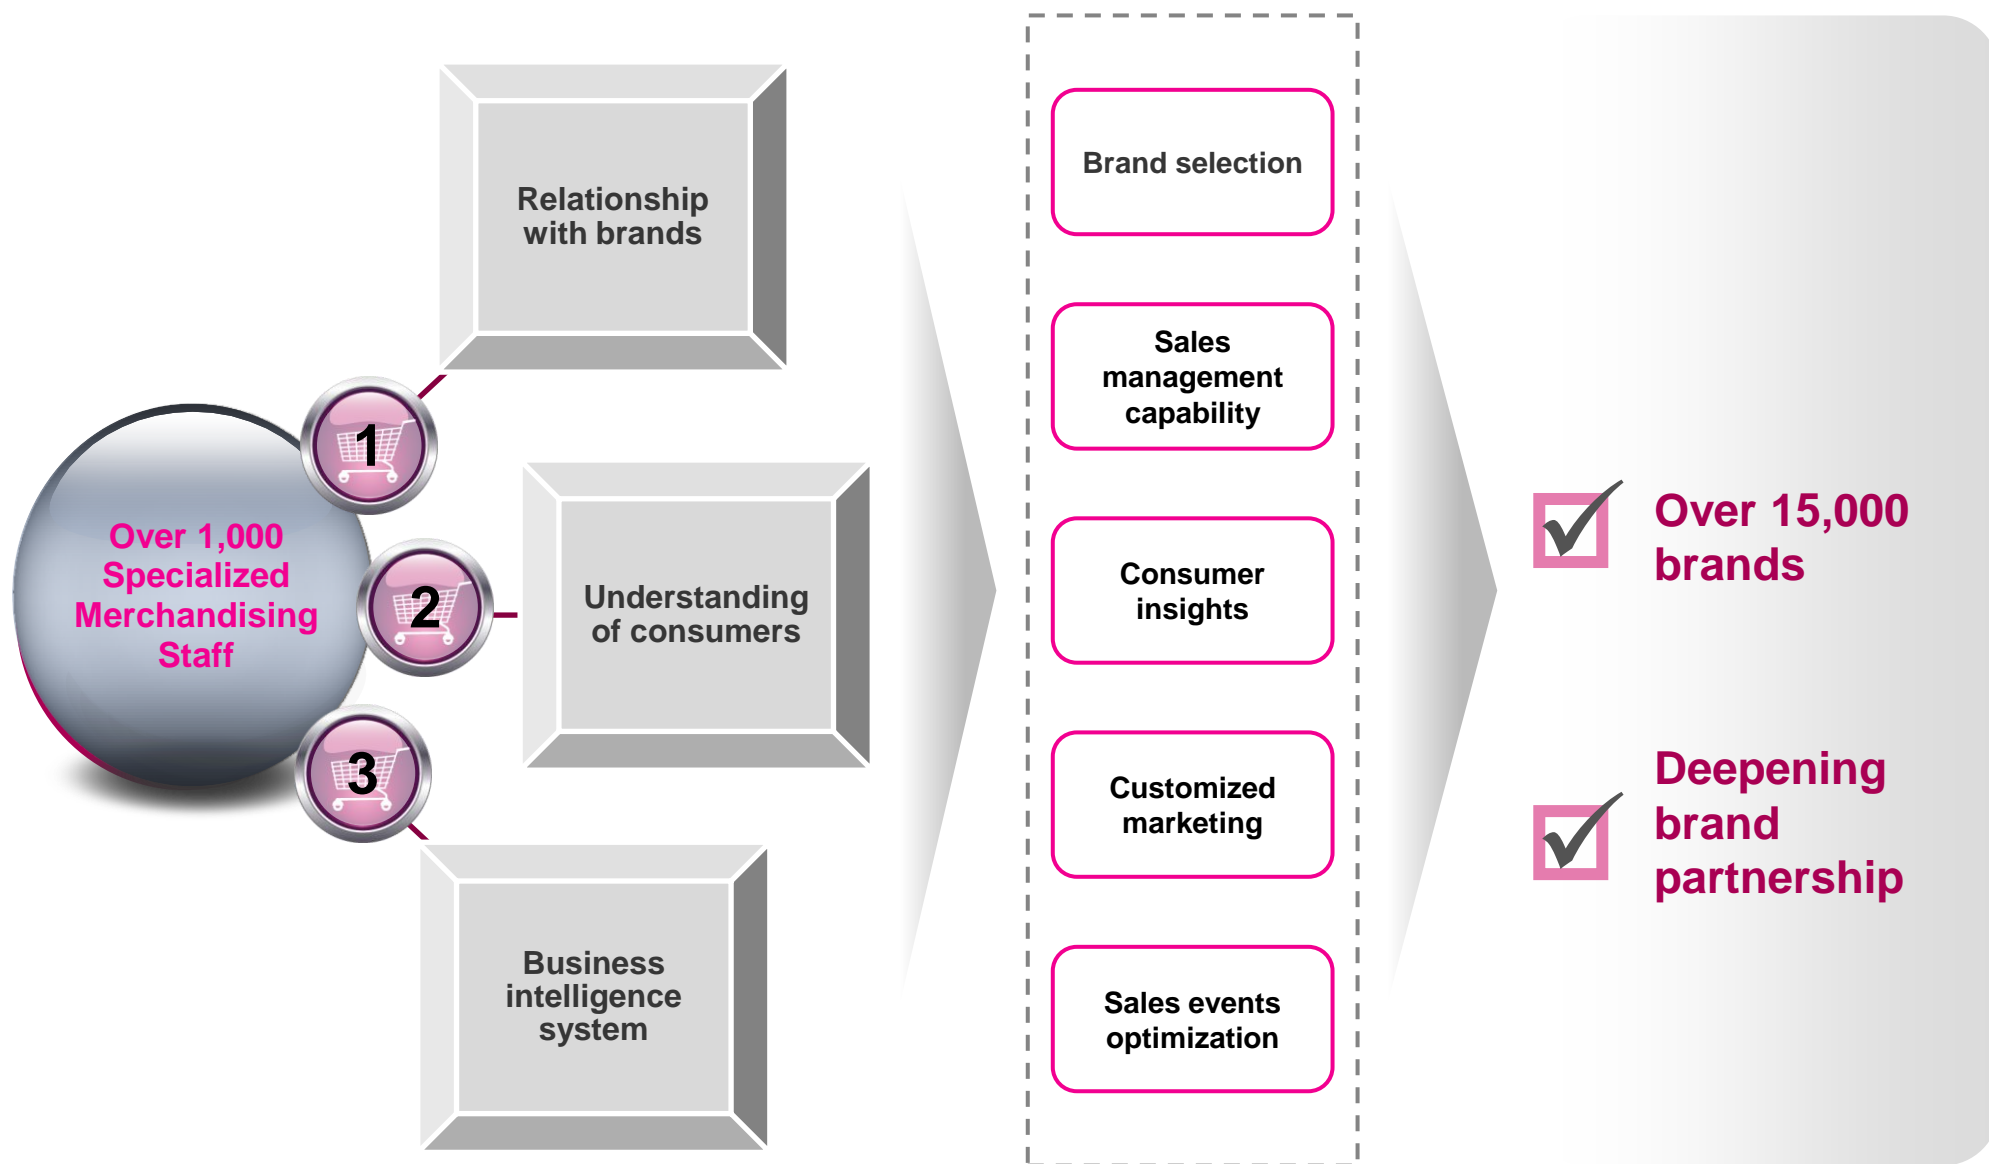 Over 1,000
Specialized
Merchandising
Staff
1
Relationship
with brands
2
Understanding
of consumers
3
Business
intelligence
system
Brand selection
Sales
management
capability
Consumer
insights
Customized
marketing
Sales events
optimization
Over 15,000
brands
Deepening
brand
partnership